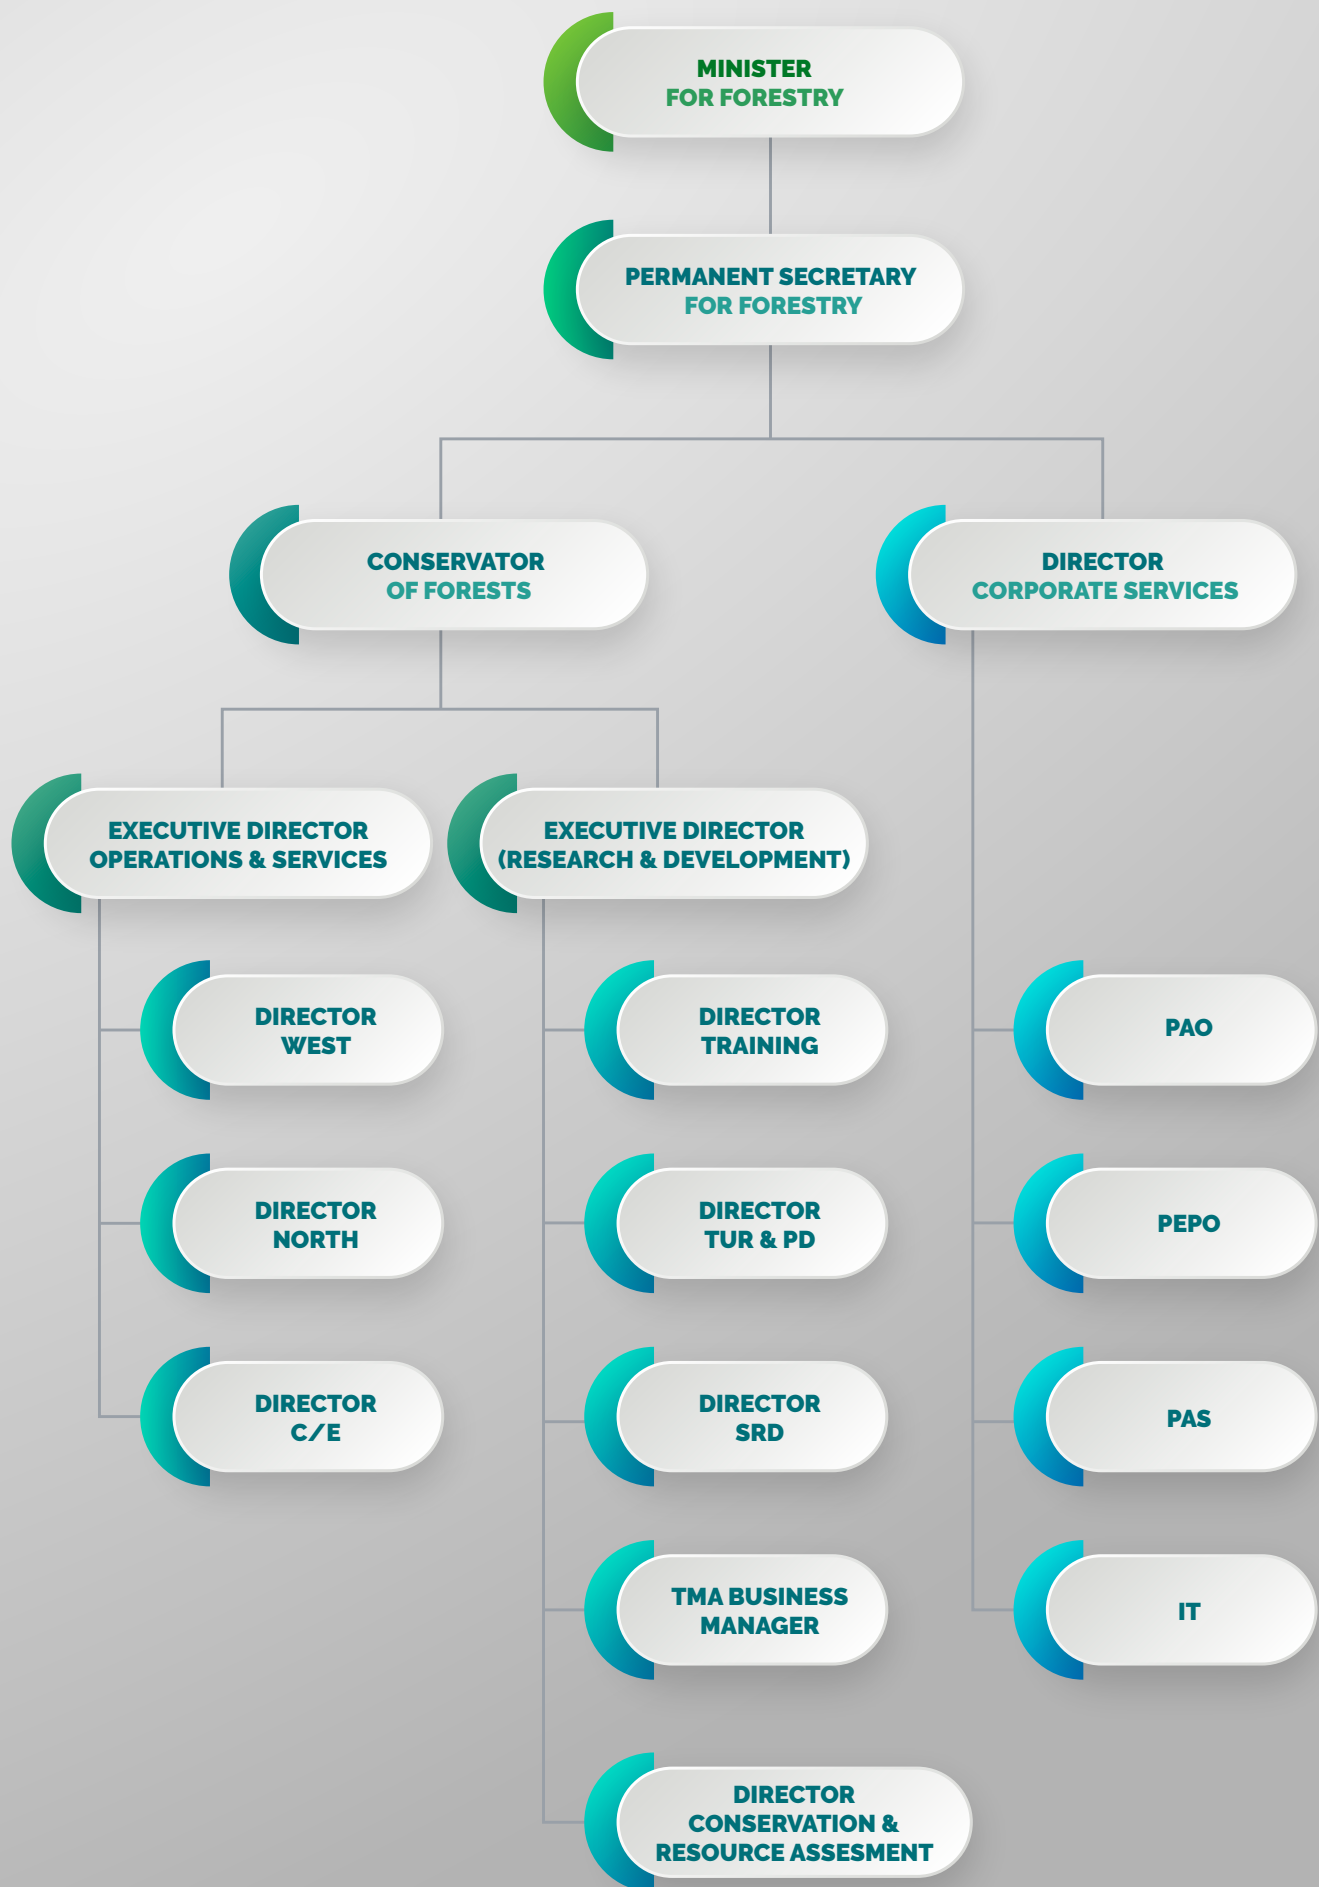 MINISTER
FOR FORESTRY
PERMANENT SECRETARY
FOR FORESTRY
CONSERVATOR
OF FORESTS
DIRECTOR
CORPORATE SERVICES
EXECUTIVE DIRECTOR
OPERATIONS & SERVICES
EXECUTIVE DIRECTOR
(RESEARCH & DEVELOPMENT)
DIRECTOR
WEST
DIRECTOR
NORTH
DIRECTOR
C/E
DIRECTOR
TRAINING
DIRECTOR
TUR & PD
DIRECTOR
SRD
TMA BUSINESS
MANAGER
DIRECTOR
CONSERVATION &
RESOURCE ASSESMENT
PAO
PEPO
PAS
IT